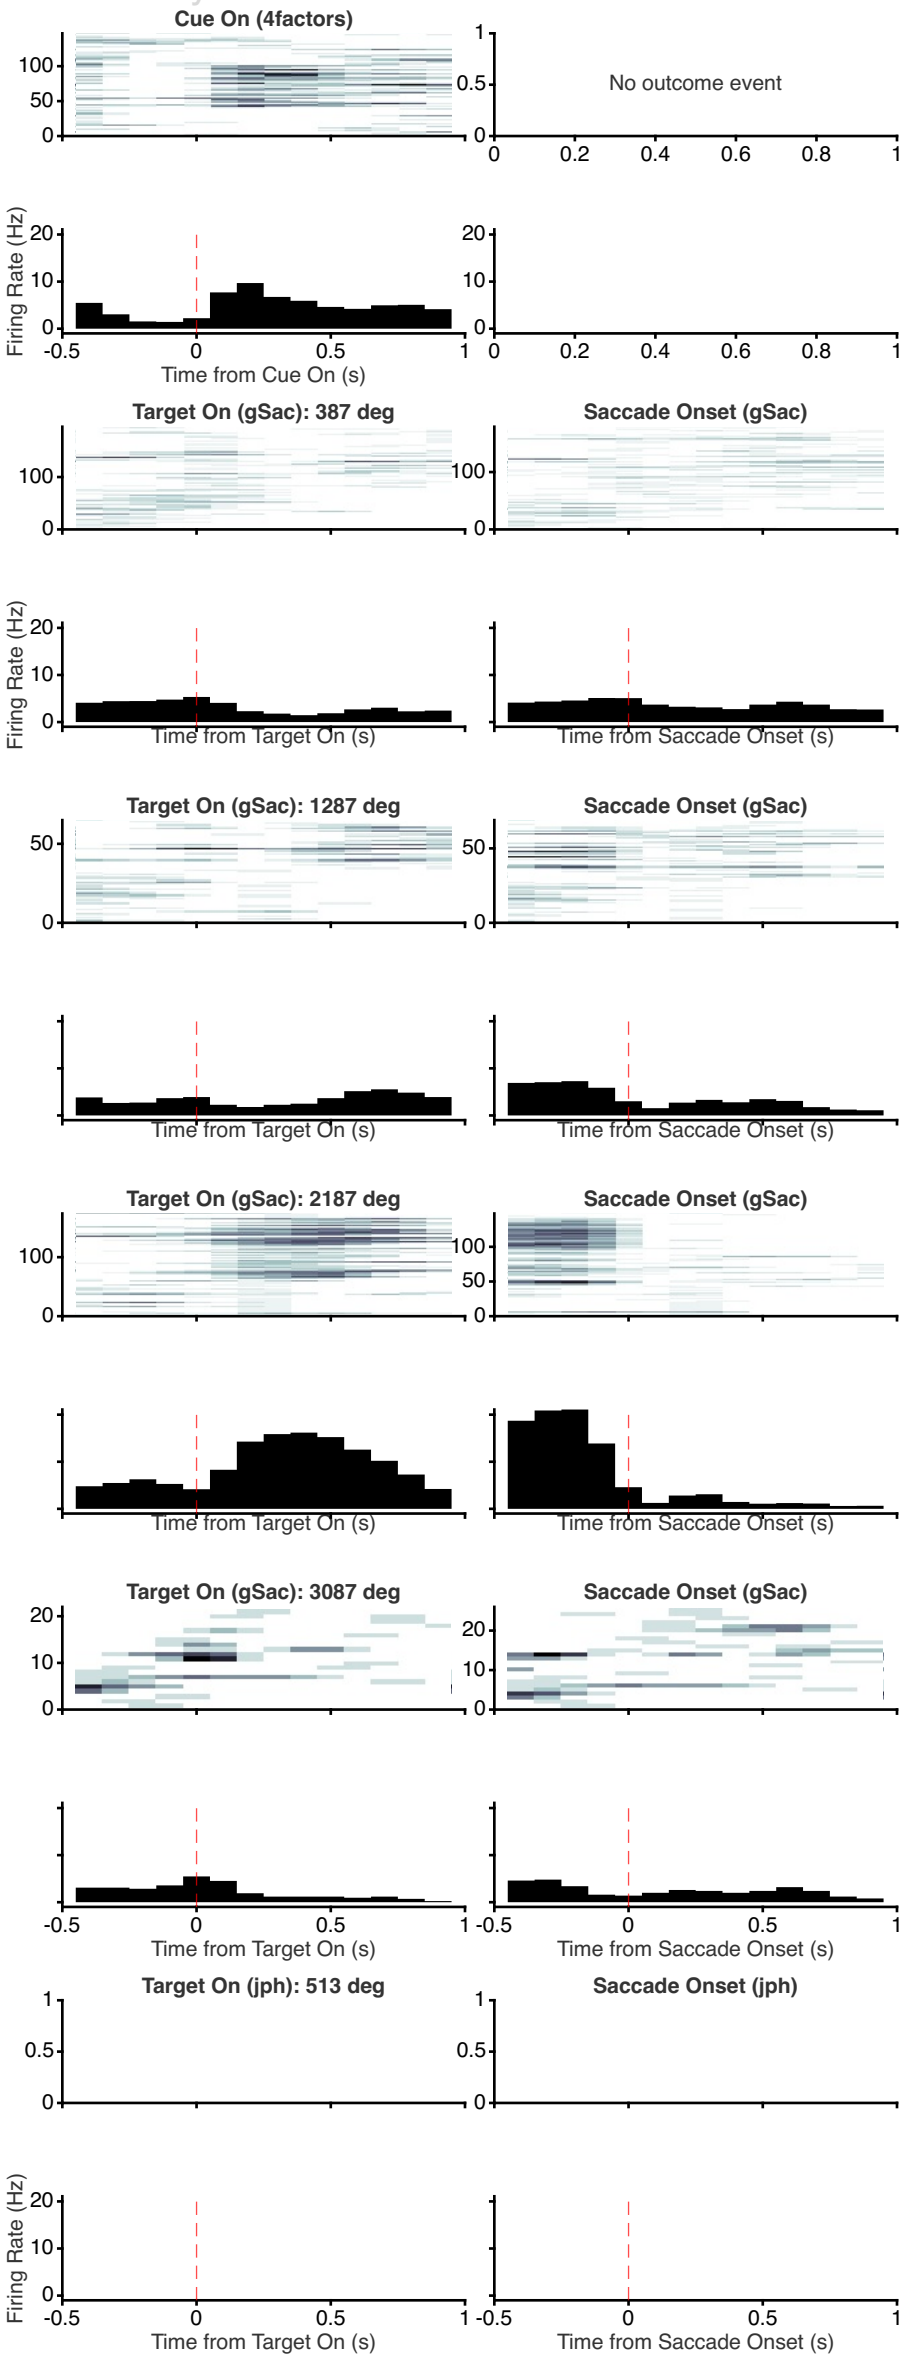 Cue On (4factors)
100
50
0
1
0.5
0
No outcome event
0 0.2 0.4 0.6 0.8 1
Firing Rate (Hz)
20
10
0
-0.5 0 0.5 1
Time from Cue On (s)
20
10
0
0 0.2 0.4 0.6 0.8 1
Target On (gSac): 387 deg
Saccade Onset (gSac)
100
0
100
0
Firing Rate (Hz)
20
10
0
Time from Target On (s)
Time from Saccade Onset (s)
Target On (gSac): 1287 deg
Saccade Onset (gSac)
50
0
50
0
Time from Target On (s)
Time from Saccade Onset (s)
Target On (gSac): 2187 deg
Saccade Onset (gSac)
100
0
100
50
0
Time from Target On (s)
Time from Saccade Onset (s)
Target On (gSac): 3087 deg
Saccade Onset (gSac)
20
10
0
20
10
0
-0.5 0 0.5 1
-0.5 0 0.5 1
Time from Target On (s)
Time from Saccade Onset (s)
Target On (jph): 513 deg
Saccade Onset (jph)
1
0.5
0
1
0.5
0
Firing Rate (Hz)
20
10
0
-0.5 0 0.5 1
-0.5 0 0.5 1
Time from Target On (s)
Time from Saccade Onset (s)